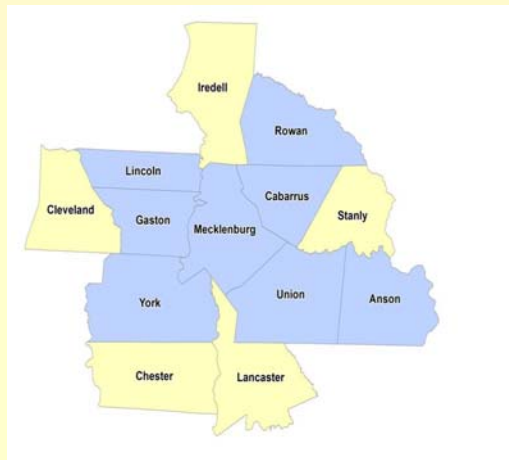 Iredell
Rowan
Lincoln
Cabarrus
Cleveland
Stanly
Gaston
Mecklenburg
Union
Anson
York
Chester
Lancaster